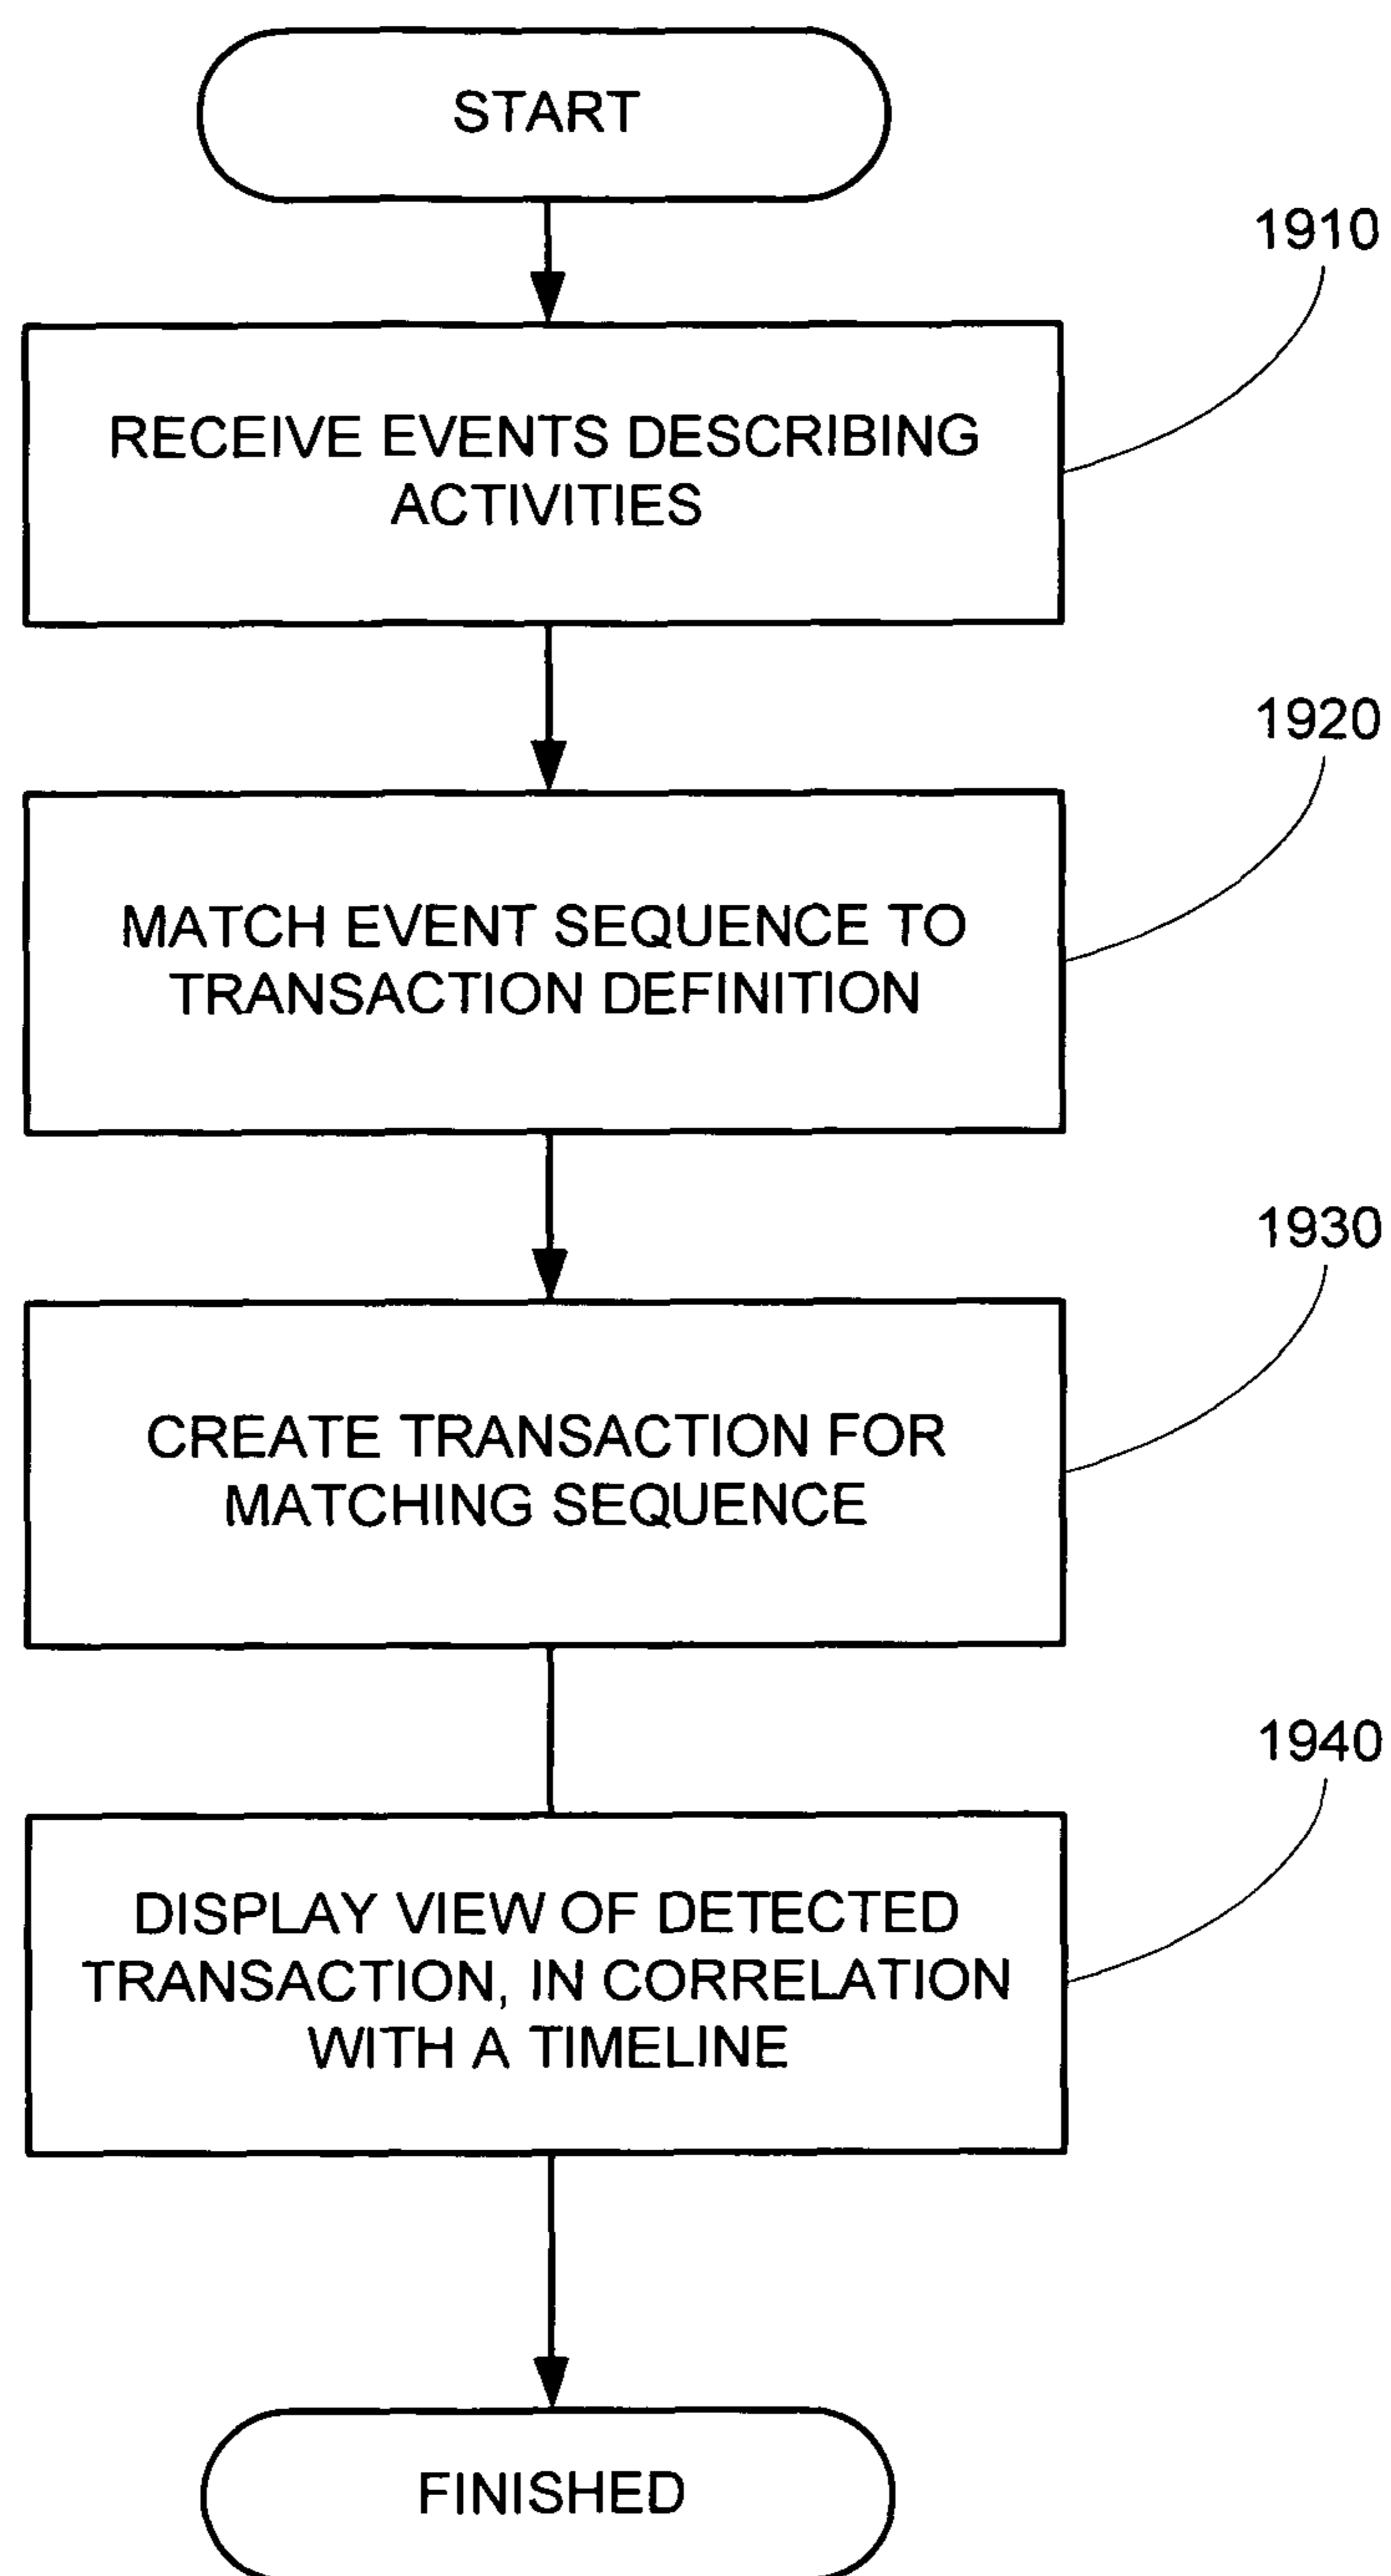 START
1910
RECEIVE EVENTS DESCRIBING
ACTIVITIES
1920
MATCH EVENT SEQUENCE TO
TRANSACTION DEFINITION
1930
CREATE TRANSACTION FOR
MATCHING SEQUENCE
1940
DISPLAY VIEW OF DETECTED
TRANSACTION, IN CORRELATION
WITH A TIMELINE
FINISHED